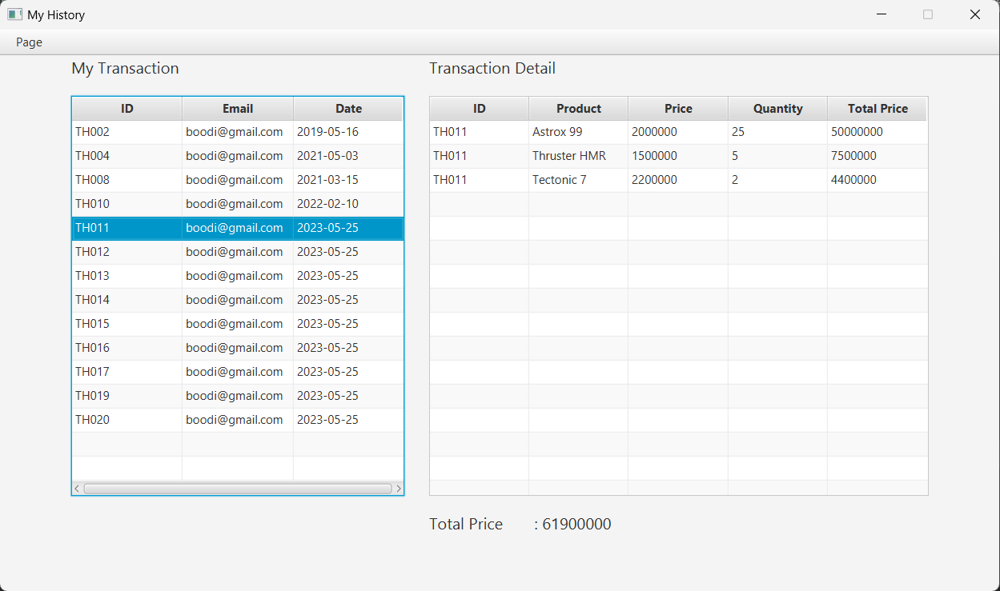 My History
Page
My Transaction
ID Email Date
TH002 boodi@gmail.com 2019-05-16
TH004 boodi@gmail.com 2021-05-03
TH008 boodi@gmail.com 2021-03-15
TH010 boodi@gmail.com 2022-02-10
TH011 boodi@gmail.com 2023-05-25
TH012 boodi@gmail.com 2023-05-25
TH013 boodi@gmail.com 2023-05-25
TH014 boodi@gmail.com 2023-05-25
TH015 boodi@gmail.com 2023-05-25
TH016 boodi@gmail.com 2023-05-25
TH017 boodi@gmail.com 2023-05-25
TH019 boodi@gmail.com 2023-05-25
TH020 boodi@gmail.com 2023-05-25
Transaction Detail
ID Product Price Quantity Total Price
TH011 Astrox 99 2000000 25 50000000
TH011 Thruster HMR 1500000 5 7500000
TH011 Tectonic 7 2200000 2 4400000
Total Price : 61900000